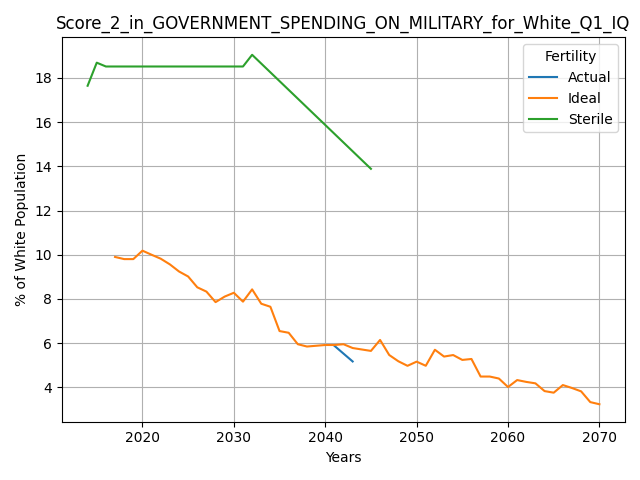 Score_2_in_GOVERNMENT_SPENDING_ON_MILITARY_for_White_Q1_IQ
Fertility
Actual
Ideal
Sterile
% of White Population
18
16
14
12
10
8
6
4
2020 2030 2040 2050 2060 2070
Years